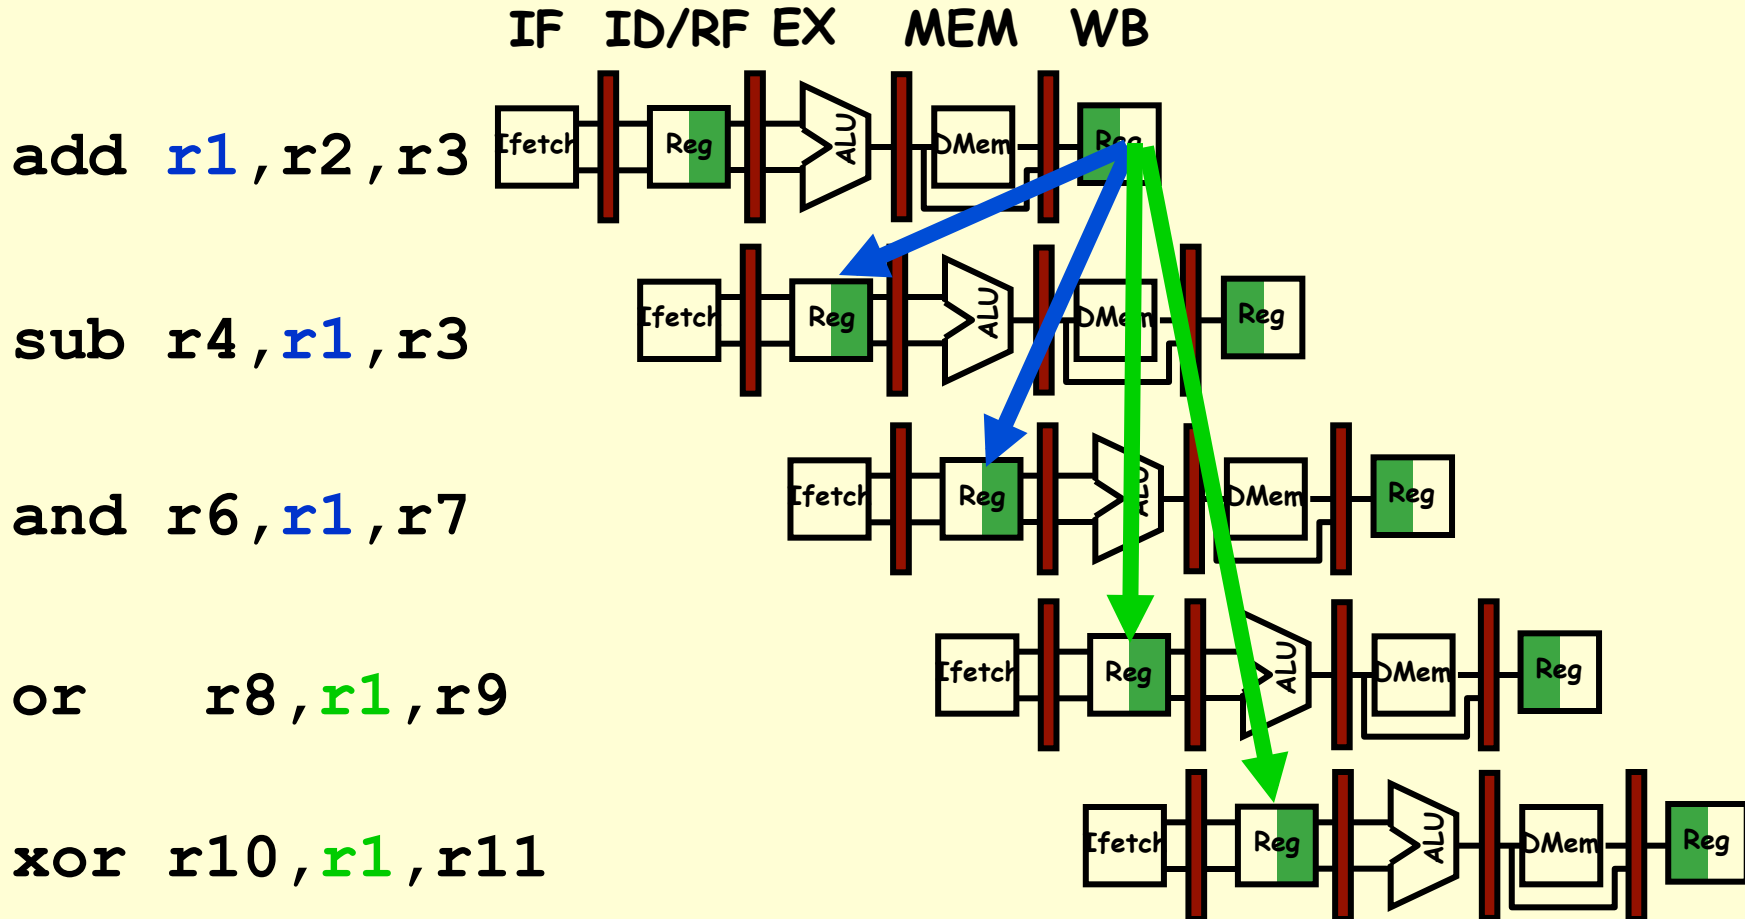 IF ID/RF EX MEM WB
add r1,r2,r3 Ifetch Reg ALU DMem Reg
sub r4,r1,r3 Ifetch Reg ALU DMem Reg
and r6,r1,r7 Ifetch Reg ALU DMem Reg
or r8,r1,r9 Ifetch Reg ALU DMem Reg
xor r10,r1,r11 Ifetch Reg ALU DMem Reg